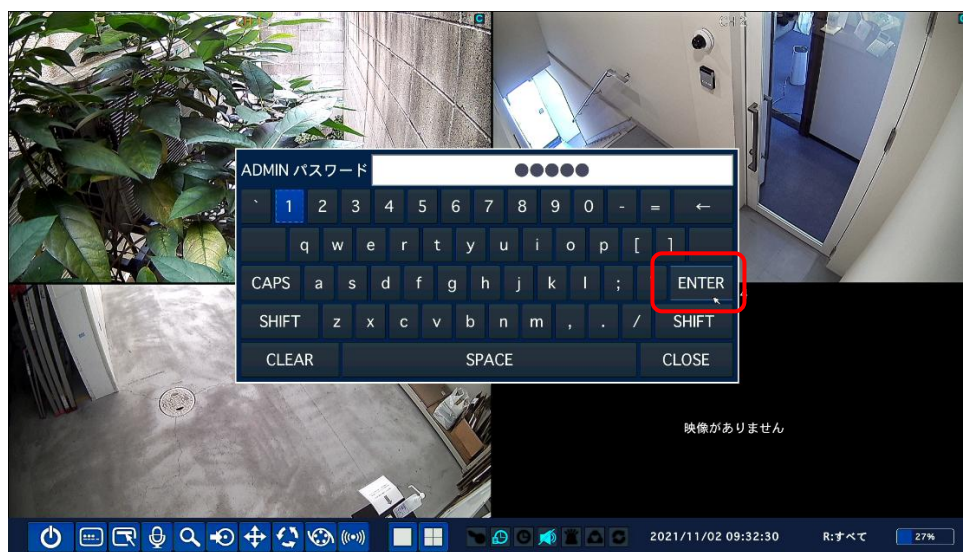 C
C
ADMIN パスワード ●●●●●
` 1 2 3 4 5 6 7 8 9 0 - = ←
q w e r t y u i o p [ ]
CAPS a s d f g h j k l ; ENTER
SHIFT z x c v b n m , . / SHIFT
CLEAR SPACE CLOSE
映像がありません
2021/11/02 09:32:30 R:すべて 27%